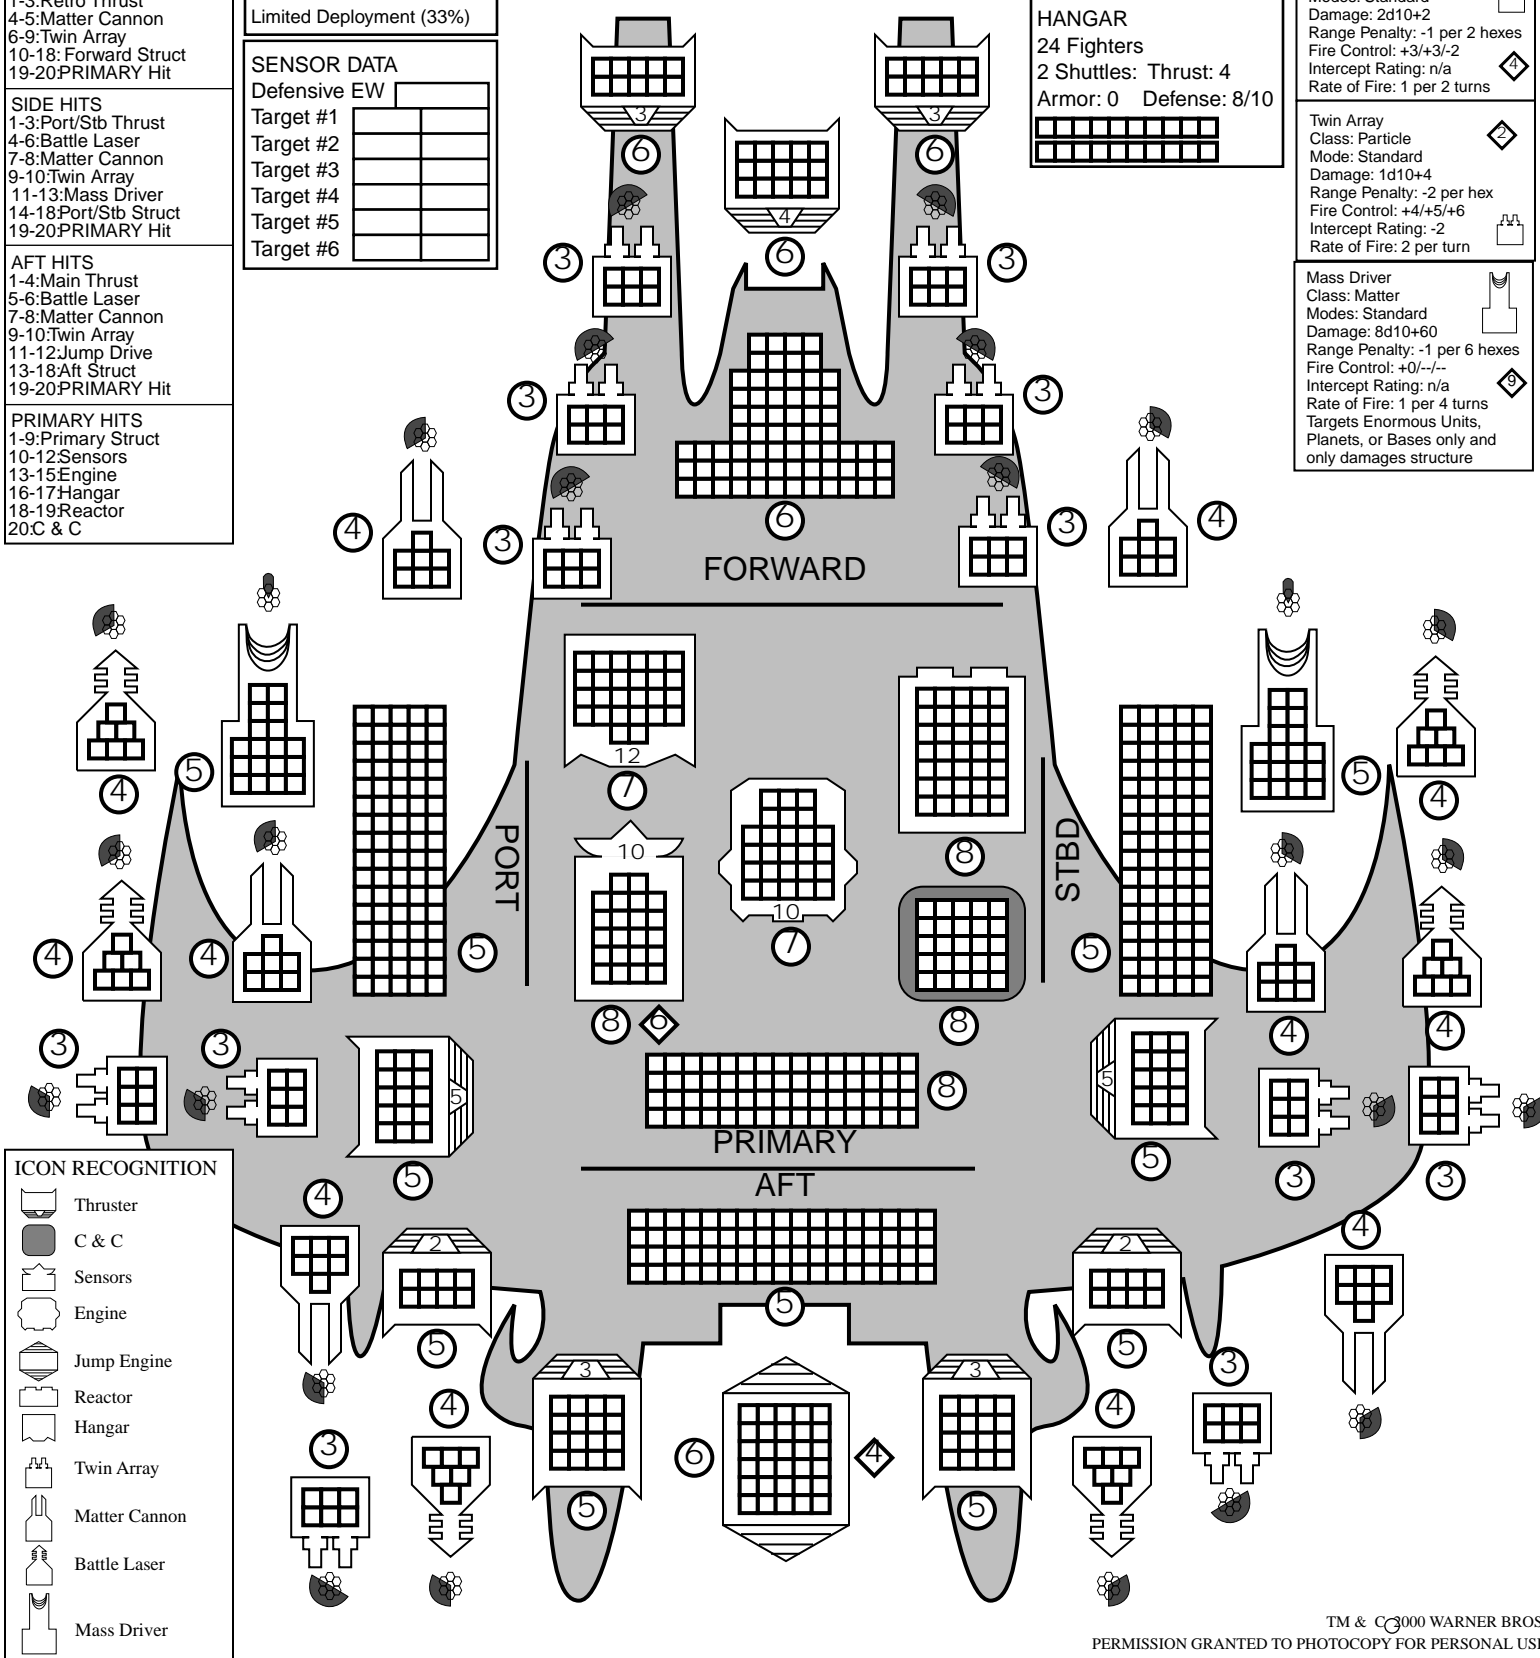 1-3:Retro Thrust
4-5:Matter Cannon
6-9:Twin Array
10-18: Forward Struct
19-20:PRIMARY Hit
SIDE HITS
1-3:Port/Stb Thrust
4-6:Battle Laser
7-8:Matter Cannon
9-10:Twin Array
11-13:Mass Driver
14-18:Port/Stb Struct
19-20:PRIMARY Hit
AFT HITS
1-4:Main Thrust
5-6:Battle Laser
7-8:Matter Cannon
9-10:Twin Array
11-12:Jump Drive
13-18:Aft Struct
19-20:PRIMARY Hit
PRIMARY HITS
1-9:Primary Struct
10-12:Sensors
13-15:Engine
16-17:Hangar
18-19:Reactor
20:C & C
Limited Deployment (33%)
SENSOR DATA
Defensive EW
Target #1
Target #2
Target #3
Target #4
Target #5
Target #6
HANGAR
24 Fighters
2 Shuttles: Thrust: 4
Armor: 0 Defense: 8/10
Modes: Standard
Damage: 2d10+2
Range Penalty: -1 per 2 hexes
Fire Control: +3/+3/-2
Intercept Rating: n/a
4
Rate of Fire: 1 per 2 turns
Twin Array
Class: Particle
2
Mode: Standard
Damage: 1d10+4
Range Penalty: -2 per hex
Fire Control: +4/+5/+6
Intercept Rating: -2
Rate of Fire: 2 per turn
Mass Driver
Class: Matter
Modes: Standard
Damage: 8d10+60
Range Penalty: -1 per 6 hexes
Fire Control: +0/--/--
Intercept Rating: n/a
9
Rate of Fire: 1 per 4 turns
Targets Enormous Units,
Planets, or Bases only and
only damages structure
3 3
6 6
4
6
3 3
3 3
6
4 3 3 4
FORWARD
12
7
4 5 5 4
PORT
STBD
10
8
10
7
4 4 5 5
8 6 8
4 4
3 3
5 5
8
PRIMARY
5 5
3 3
AFT
4 4
2 2
5
5 5
3 3
3
4 4
3
6 4
5 5
ICON RECOGNITION
Thruster
C & C
Sensors
Engine
Jump Engine
Reactor
Hangar
Twin Array
Matter Cannon
Battle Laser
Mass Driver
TM & C 2000 WARNER BROS
PERMISSION GRANTED TO PHOTOCOPY FOR PERSONAL USE